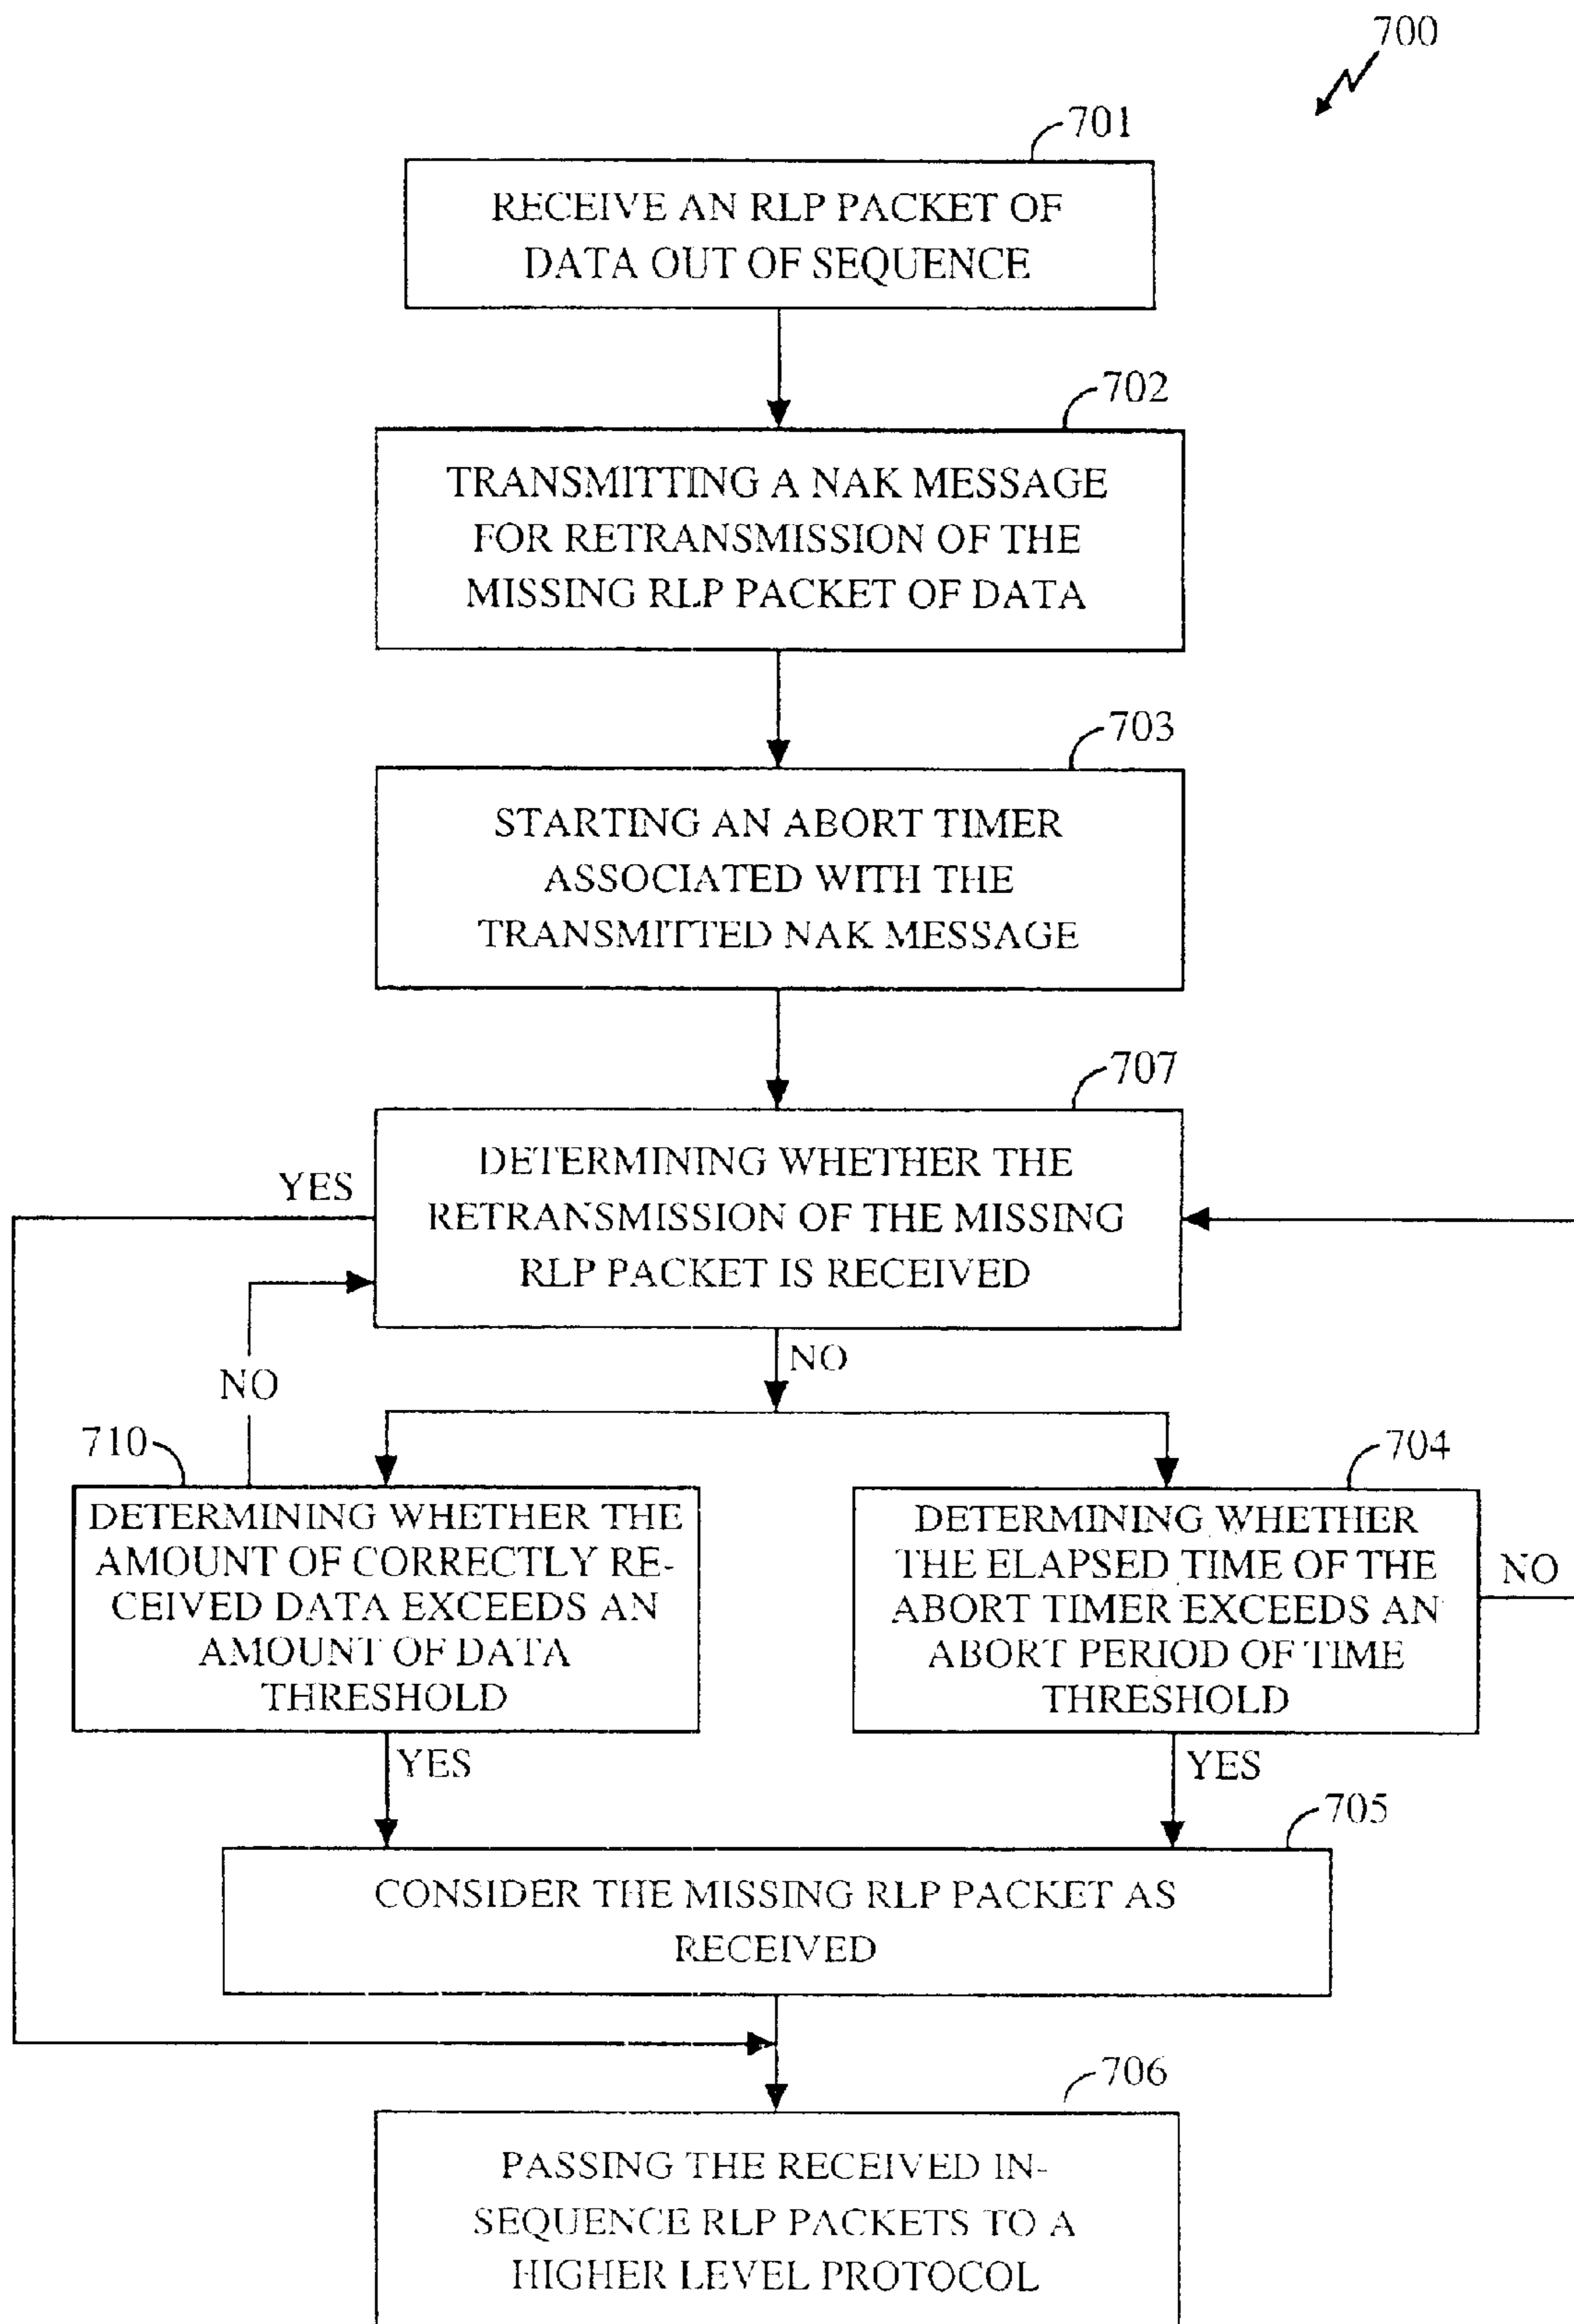 700
701
RECEIVE AN RLP PACKET OF
DATA OUT OF SEQUENCE
702
TRANSMITTING A NAK MESSAGE
FOR RETRANSMISSION OF THE
MISSING RLP PACKET OF DATA
703
STARTING AN ABORT TIMER
ASSOCIATED WITH THE
TRANSMITTED NAK MESSAGE
707
DETERMINING WHETHER THE
RETRANSMISSION OF THE MISSING
RLP PACKET IS RECEIVED
YES
NO
NO
710
DETERMINING WHETHER THE
AMOUNT OF CORRECTLY RE-
CEIVED DATA EXCEEDS AN
AMOUNT OF DATA
THRESHOLD
704
DETERMINING WHETHER
THE ELAPSED TIME OF THE
ABORT TIMER EXCEEDS AN
ABORT PERIOD OF TIME
THRESHOLD
NO
YES
YES
705
CONSIDER THE MISSING RLP PACKET AS
RECEIVED
706
PASSING THE RECEIVED IN-
SEQUENCE RLP PACKETS TO A
HIGHER LEVEL PROTOCOL